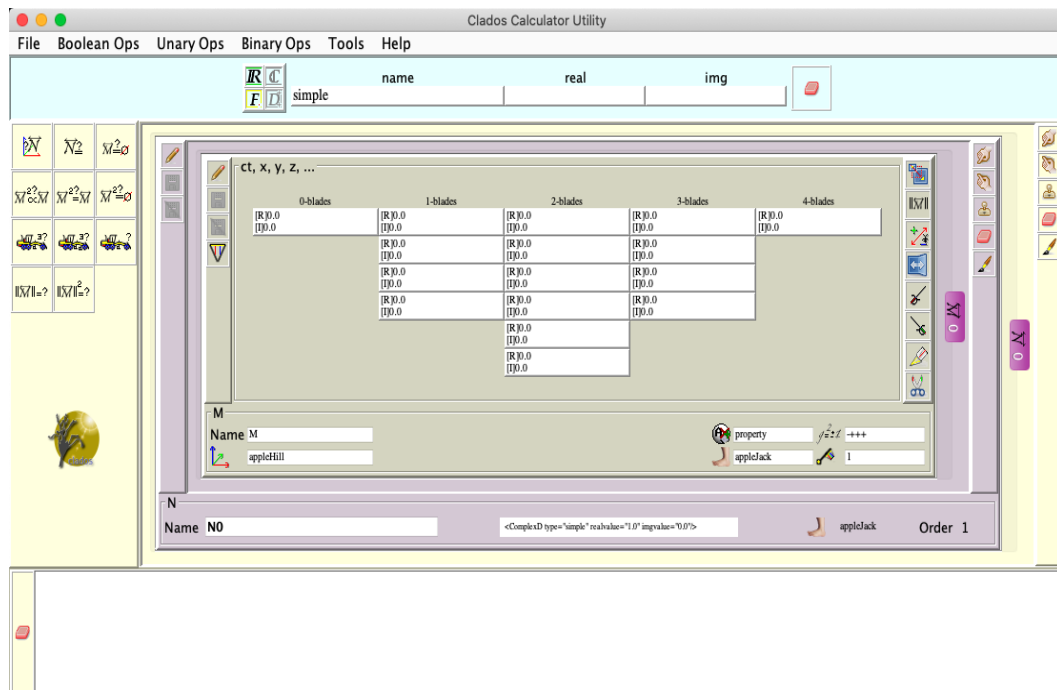 Clados Calculator Utility
File Boolean Ops Unary Ops Binary Ops Tools Help
name real img
simple
ct, x, y, z, ...
0-blades 1-blades 2-blades 3-blades 4-blades
[R]0.0 [R]0.0 [R]0.0 [R]0.0 [R]0.0
[I]0.0 [I]0.0 [I]0.0 [I]0.0 [I]0.0
[R]0.0 [R]0.0 [R]0.0
[I]0.0 [I]0.0 [I]0.0
[R]0.0 [R]0.0 [R]0.0
[I]0.0 [I]0.0 [I]0.0
[R]0.0 [R]0.0 [R]0.0
[I]0.0 [I]0.0 [I]0.0
[R]0.0
[I]0.0
[R]0.0
[I]0.0
M
Name M property -+++
appleHill appleJack 1
N
Name N0 <ComplexD type="simple" realvalue="1.0" imgvalue="0.0"/> appleJack Order 1
clados